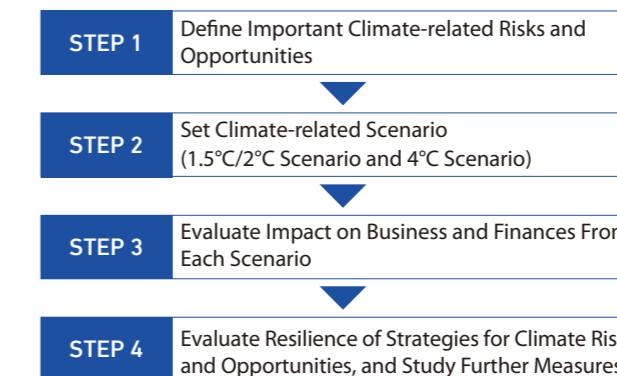 STEP 1
Define Important Climate-related Risks and
Opportunities
STEP 2
Set Climate-related Scenario
(1.5°C/2°C Scenario and 4°C Scenario)
STEP 3
Evaluate Impact on Business and Finances
Each Scenario
STEP 4
Evaluate Resilience of Strategies for Climate
and Opportunities, and Study Further Measures